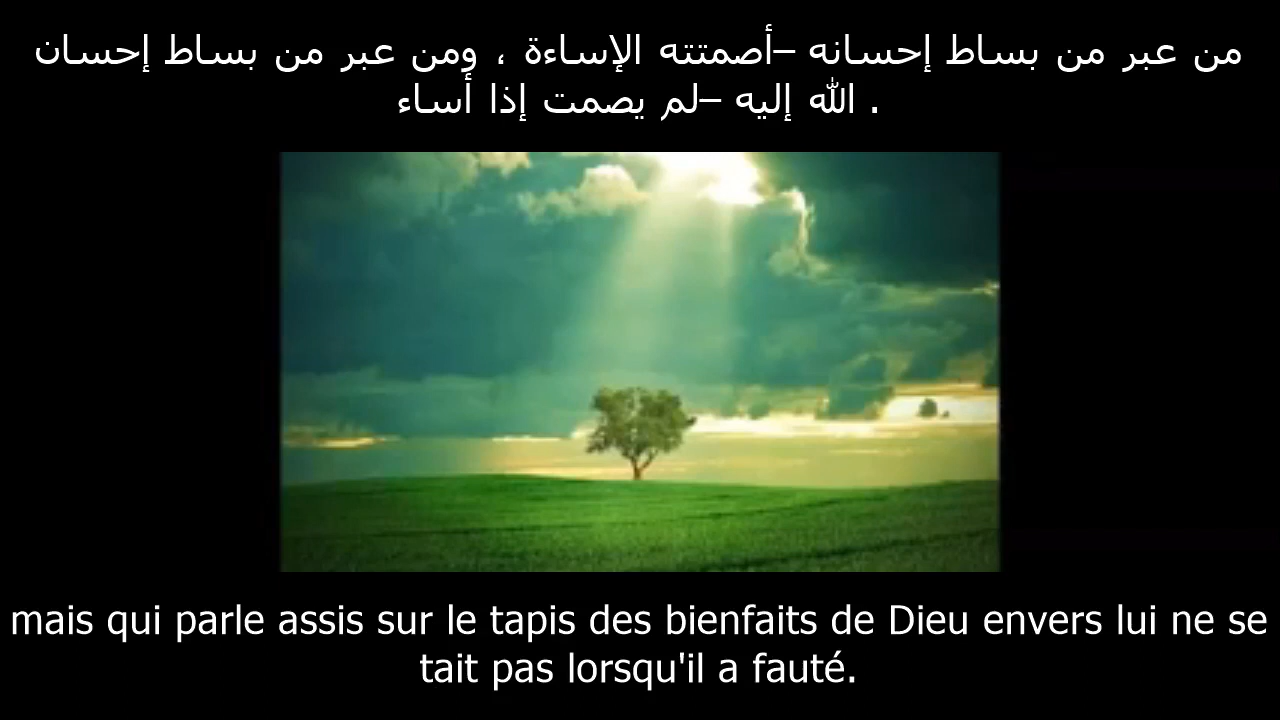 من عبر من بساط إحسانه –أصمتته الإساءة ، ومن عبر من بساط إحسان
الله إليه –لم يصمت إذا أساء .
mais qui parle assis sur le tapis des bienfaits de Dieu envers lui ne se
tait pas lorsqu'il a fauté.